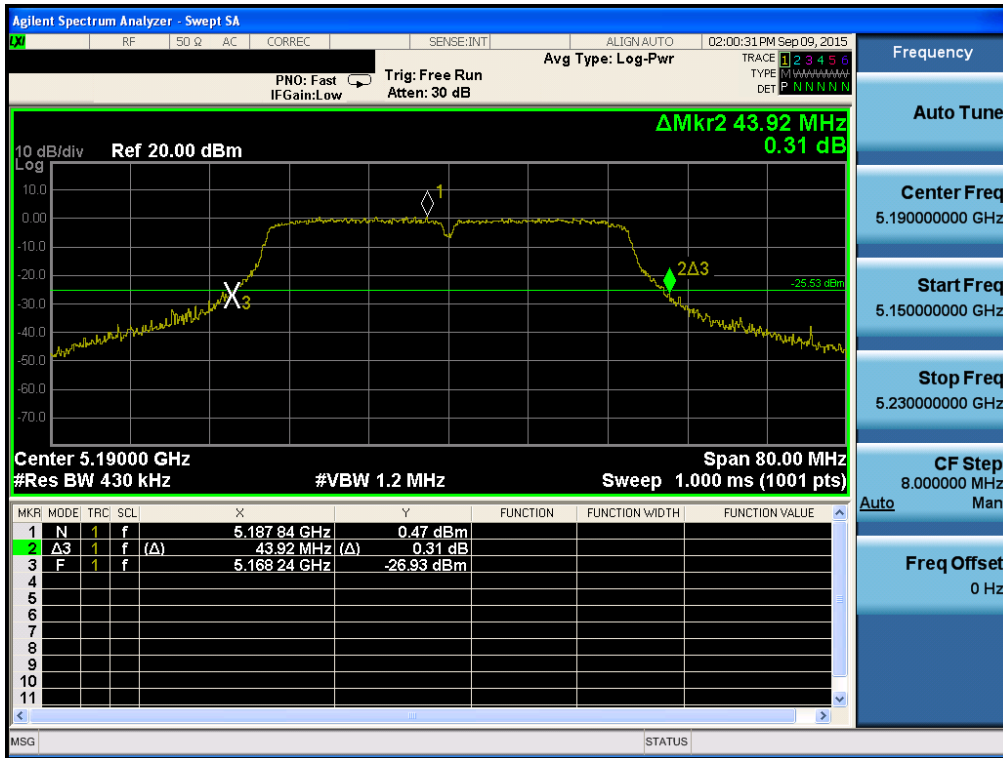 Agilent Spectrum Analyzer - Swept SA
LXI RF 50 Ω AC CORREC SENSE:INT ALIGN AUTO 02:00:31 PM Sep 09, 2015
Frequency
Avg Type: Log-Pwr
TRACE 1 2 3 4 5 6
PNO: Fast Trig: Free Run
TYPE M
IFGain:Low Atten: 30 dB
DET P N N N N N
Auto Tune
ΔMkr2 43.92 MHz
10 dB/div Ref 20.00 dBm 0.31 dB
Log
10.0
1
Center Freq
5.190000000 GHz
0.00
-10.0
-20.0
2Δ3
-25.53 dBm
Start Freq
5.150000000 GHz
3
-30.0
-40.0
-50.0
Stop Freq
5.230000000 GHz
-60.0
-70.0
Center 5.19000 GHz Span 80.00 MHz
#Res BW 430 kHz #VBW 1.2 MHz Sweep 1.000 ms (1001 pts)
CF Step
8.000000 MHz
Auto Man
MKR MODE TRC SCL X Y FUNCTION FUNCTION WIDTH FUNCTION VALUE
1 N 1 f 5.187 84 GHz 0.47 dBm
2 Δ3 1 f (Δ) 43.92 MHz (Δ) 0.31 dB
3 F 1 f 5.168 24 GHz -26.93 dBm
4
5
6
7
8
9
10
11
Freq Offset
0 Hz
MSG STATUS